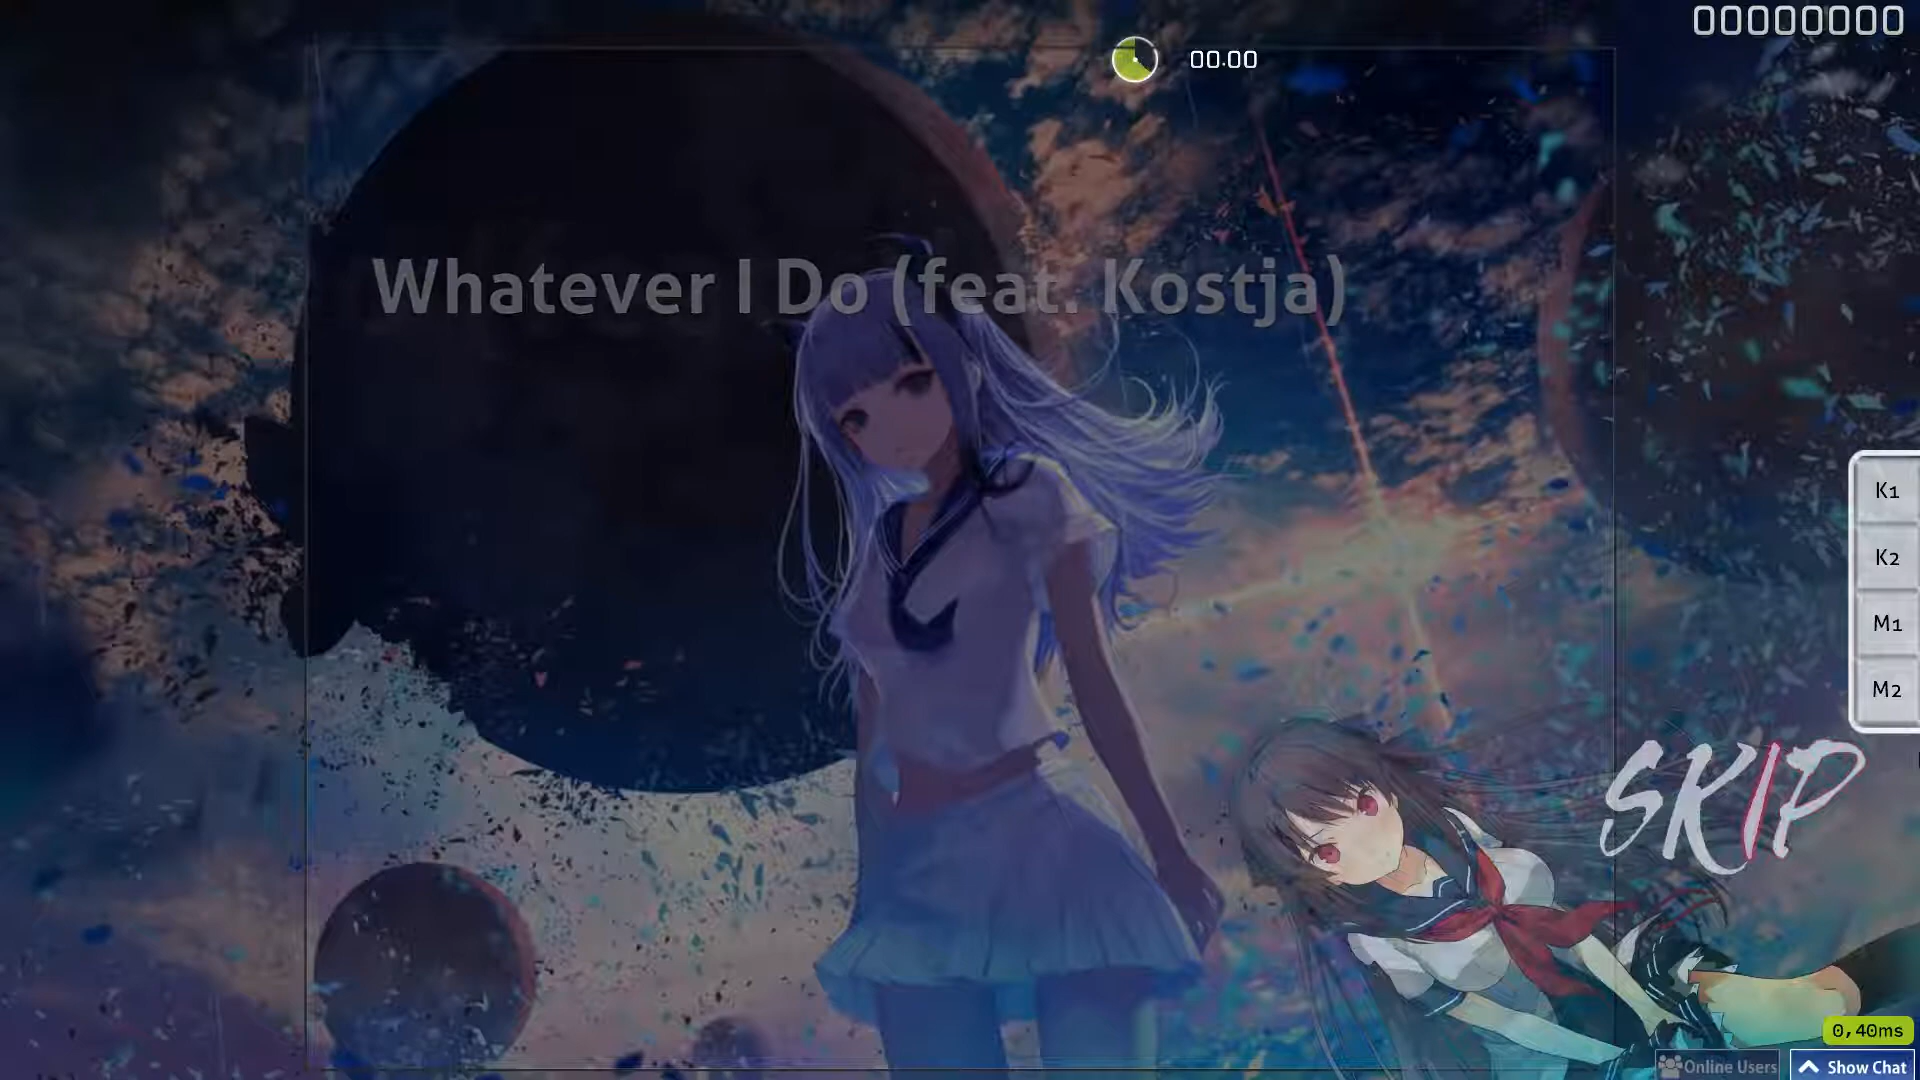 00000000
00.00
Whatever I Do (feat. Kostja)
K1
K2
M1
M2
SKIP
0,40ms
Online Users
Show Chat